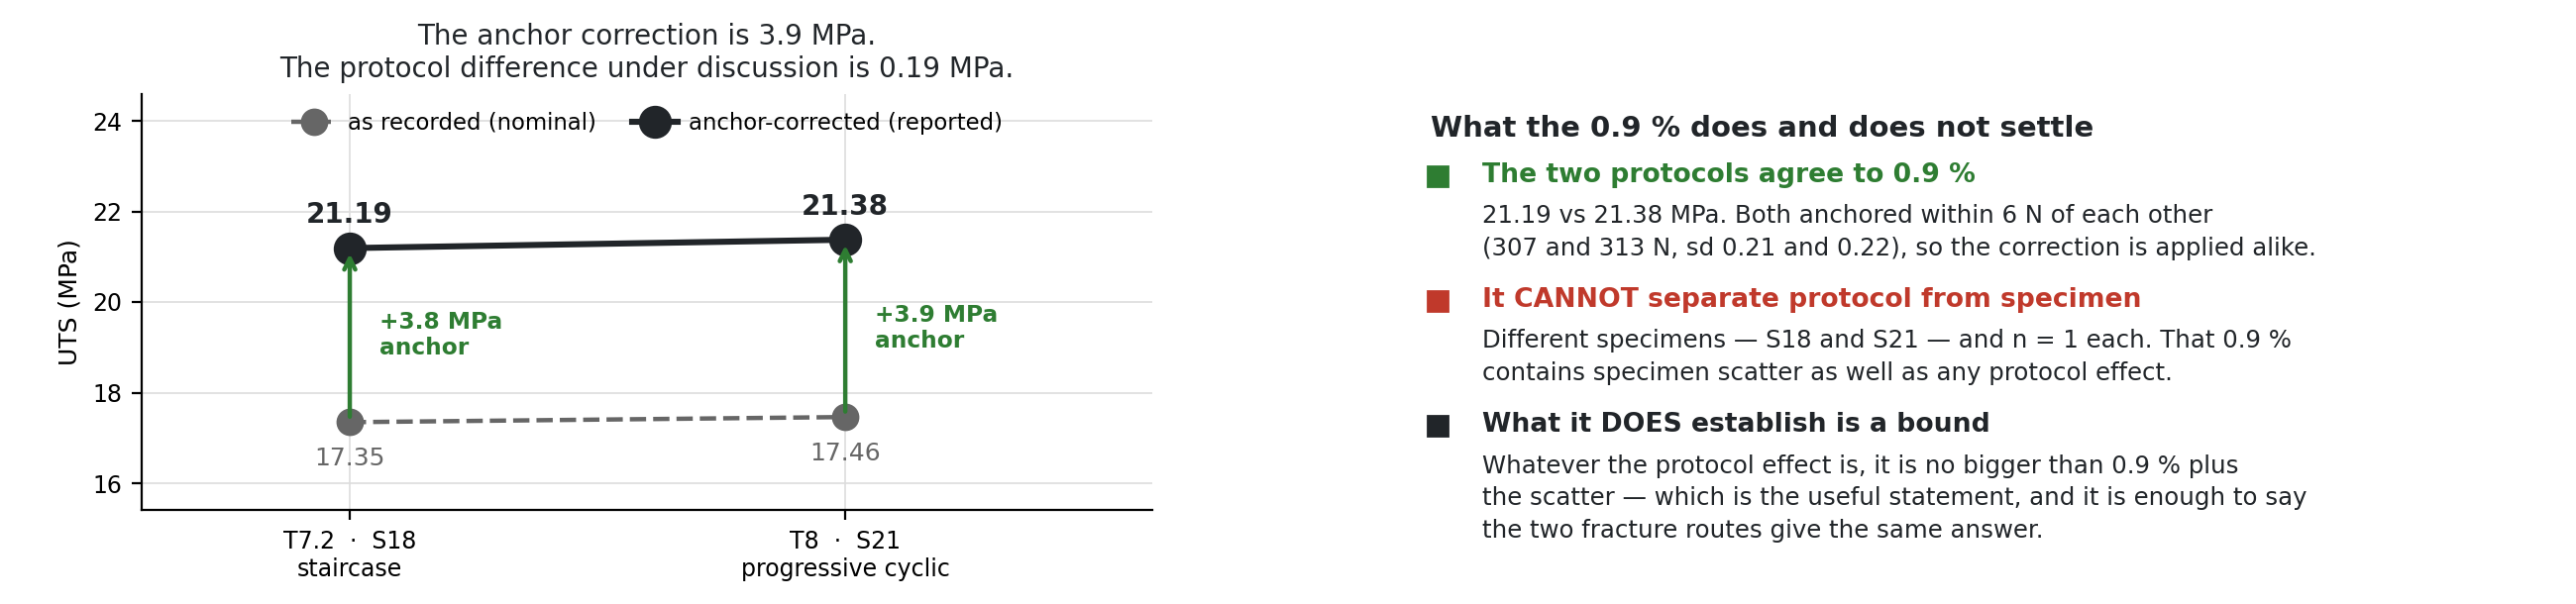 The anchor correction is 3.9 MPa.
The protocol difference under discussion is 0.19 MPa.
as recorded (nominal)
anchor-corrected (reported)
UTS (MPa)
24
22
20
18
16
21.19
21.38
+3.8 MPa
anchor
+3.9 MPa
anchor
17.35
17.46
T7.2 · S18
staircase
T8 · S21
progressive cyclic
What the 0.9 % does and does not settle
The two protocols agree to 0.9 %
21.19 vs 21.38 MPa. Both anchored within 6 N of each other
(307 and 313 N, sd 0.21 and 0.22), so the correction is applied alike.
It CANNOT separate protocol from specimen
Different specimens — S18 and S21 — and n = 1 each. That 0.9 %
contains specimen scatter as well as any protocol effect.
What it DOES establish is a bound
Whatever the protocol effect is, it is no bigger than 0.9 % plus
the scatter — which is the useful statement, and it is enough to say
the two fracture routes give the same answer.